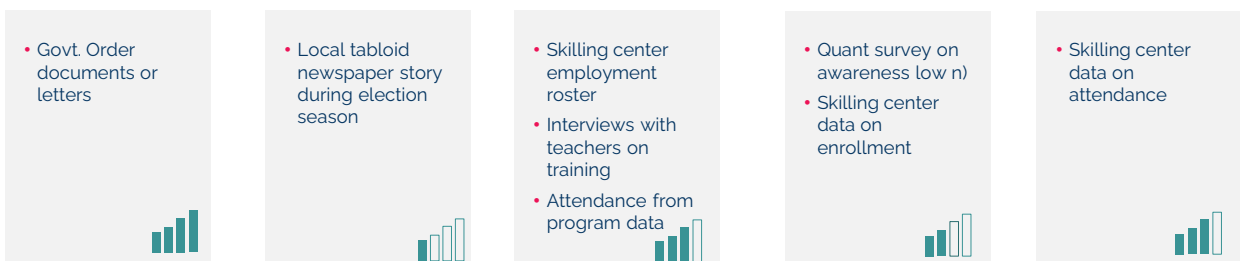 • Govt. Order
documents or
letters
• Local tabloid
newspaper story
during election
season
• Skilling center
employment
roster
• Interviews with
teachers on
training
• Attendance from
program data
• Quant survey on
awareness low n)
• Skilling center
data on
enrollment
• Skilling center
data on
attendance